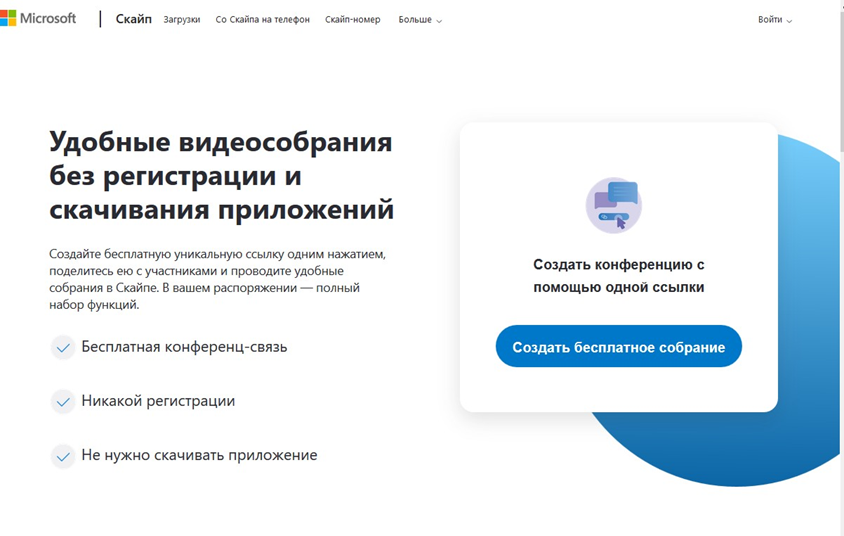 Microsoft | Скайп Загрузки Со Скайпа на телефон Скайп-номер Больше Войти
Удобные видеособрания
без регистрации и
скачивания приложений
Создайте бесплатную уникальную ссылку одним нажатием,
поделитесь ею с участниками и проводите удобные
собрания в Скайпе. В вашем распоряжении — полный
набор функций.
Бесплатная конференц-связь
Никакой регистрации
Не нужно скачивать приложение
Создать конференцию с
помощью одной ссылки
Создать бесплатное собрание